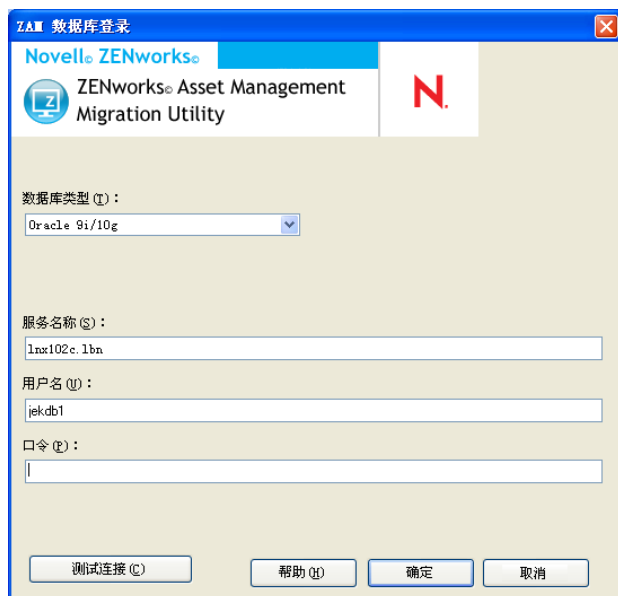 ZAM 数据库登录
Novell© ZENworks©
ZENworks© Asset Management
Migration Utility
N.
数据库类型(T)：
Oracle 9i/10g
服务名称(S)：
lnx102c.lbn
用户名(U)：
jekdb1
口令(P)：
测试连接(C)
帮助(H)
确定
取消